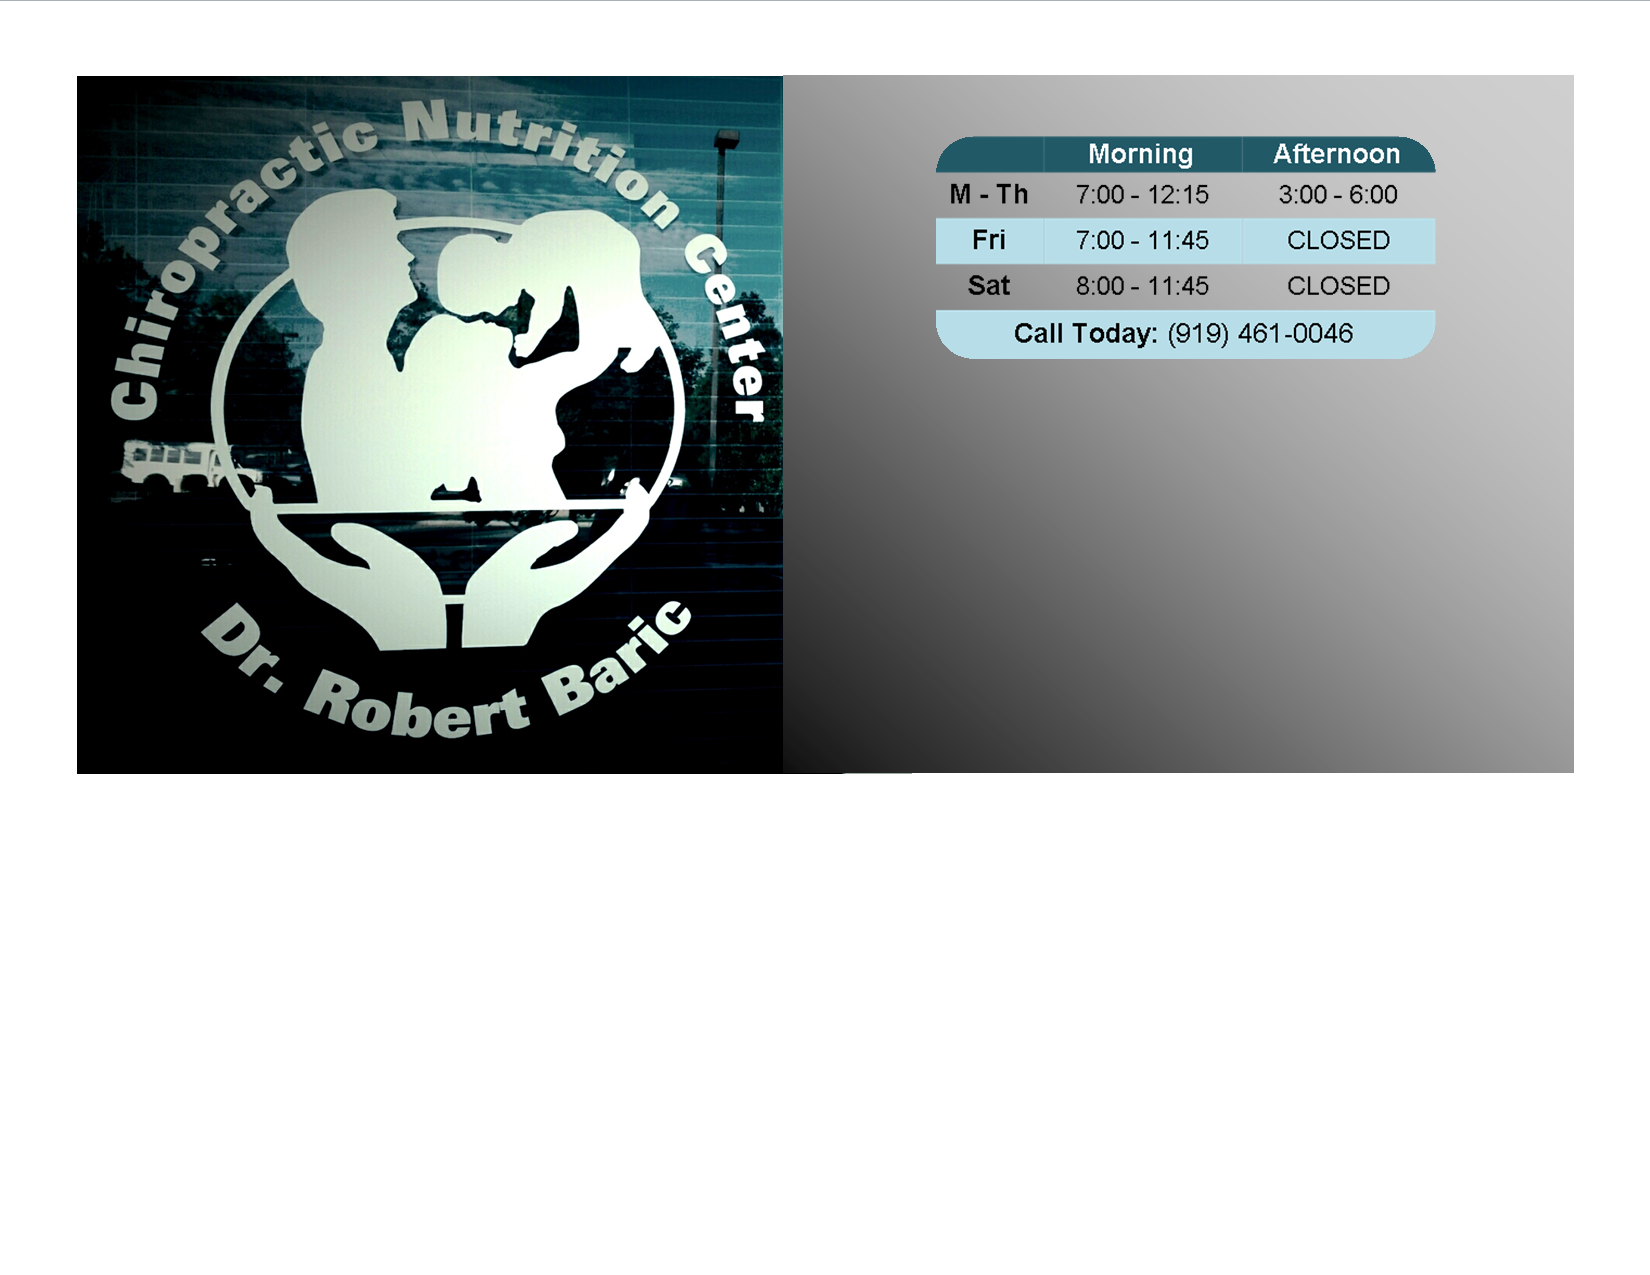 Chiropractic Nutrition Center
Dr. Robert Baric
Morning Afternoon
M - Th 7:00 - 12:15 3:00 - 6:00
Fri 7:00 - 11:45 CLOSED
Sat 8:00 - 11:45 CLOSED
Call Today: (919) 461-0046